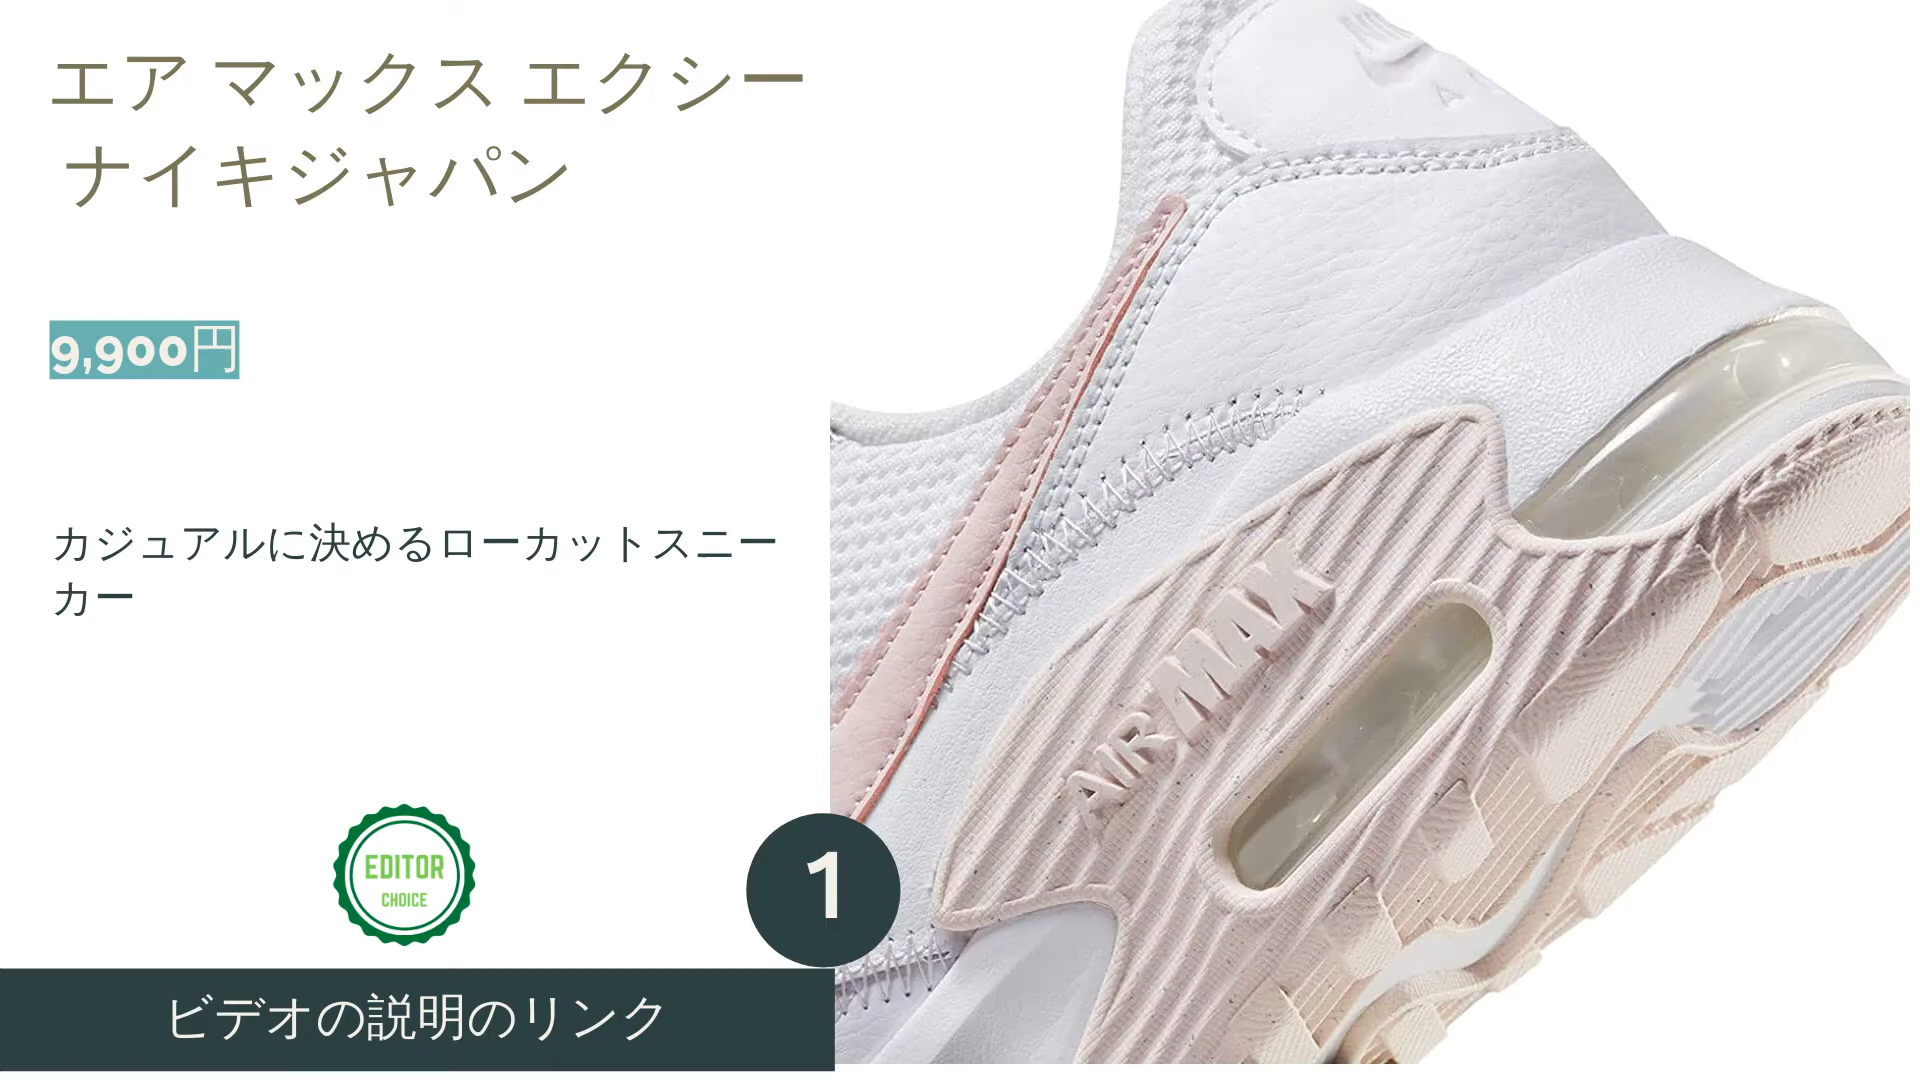 エア マックス エクシー
ナイキジャパン
9,900円
カジュアルに決めるローカットスニー
カー
EDITOR
CHOICE
1
ビデオの説明のリンク
AIR MAX